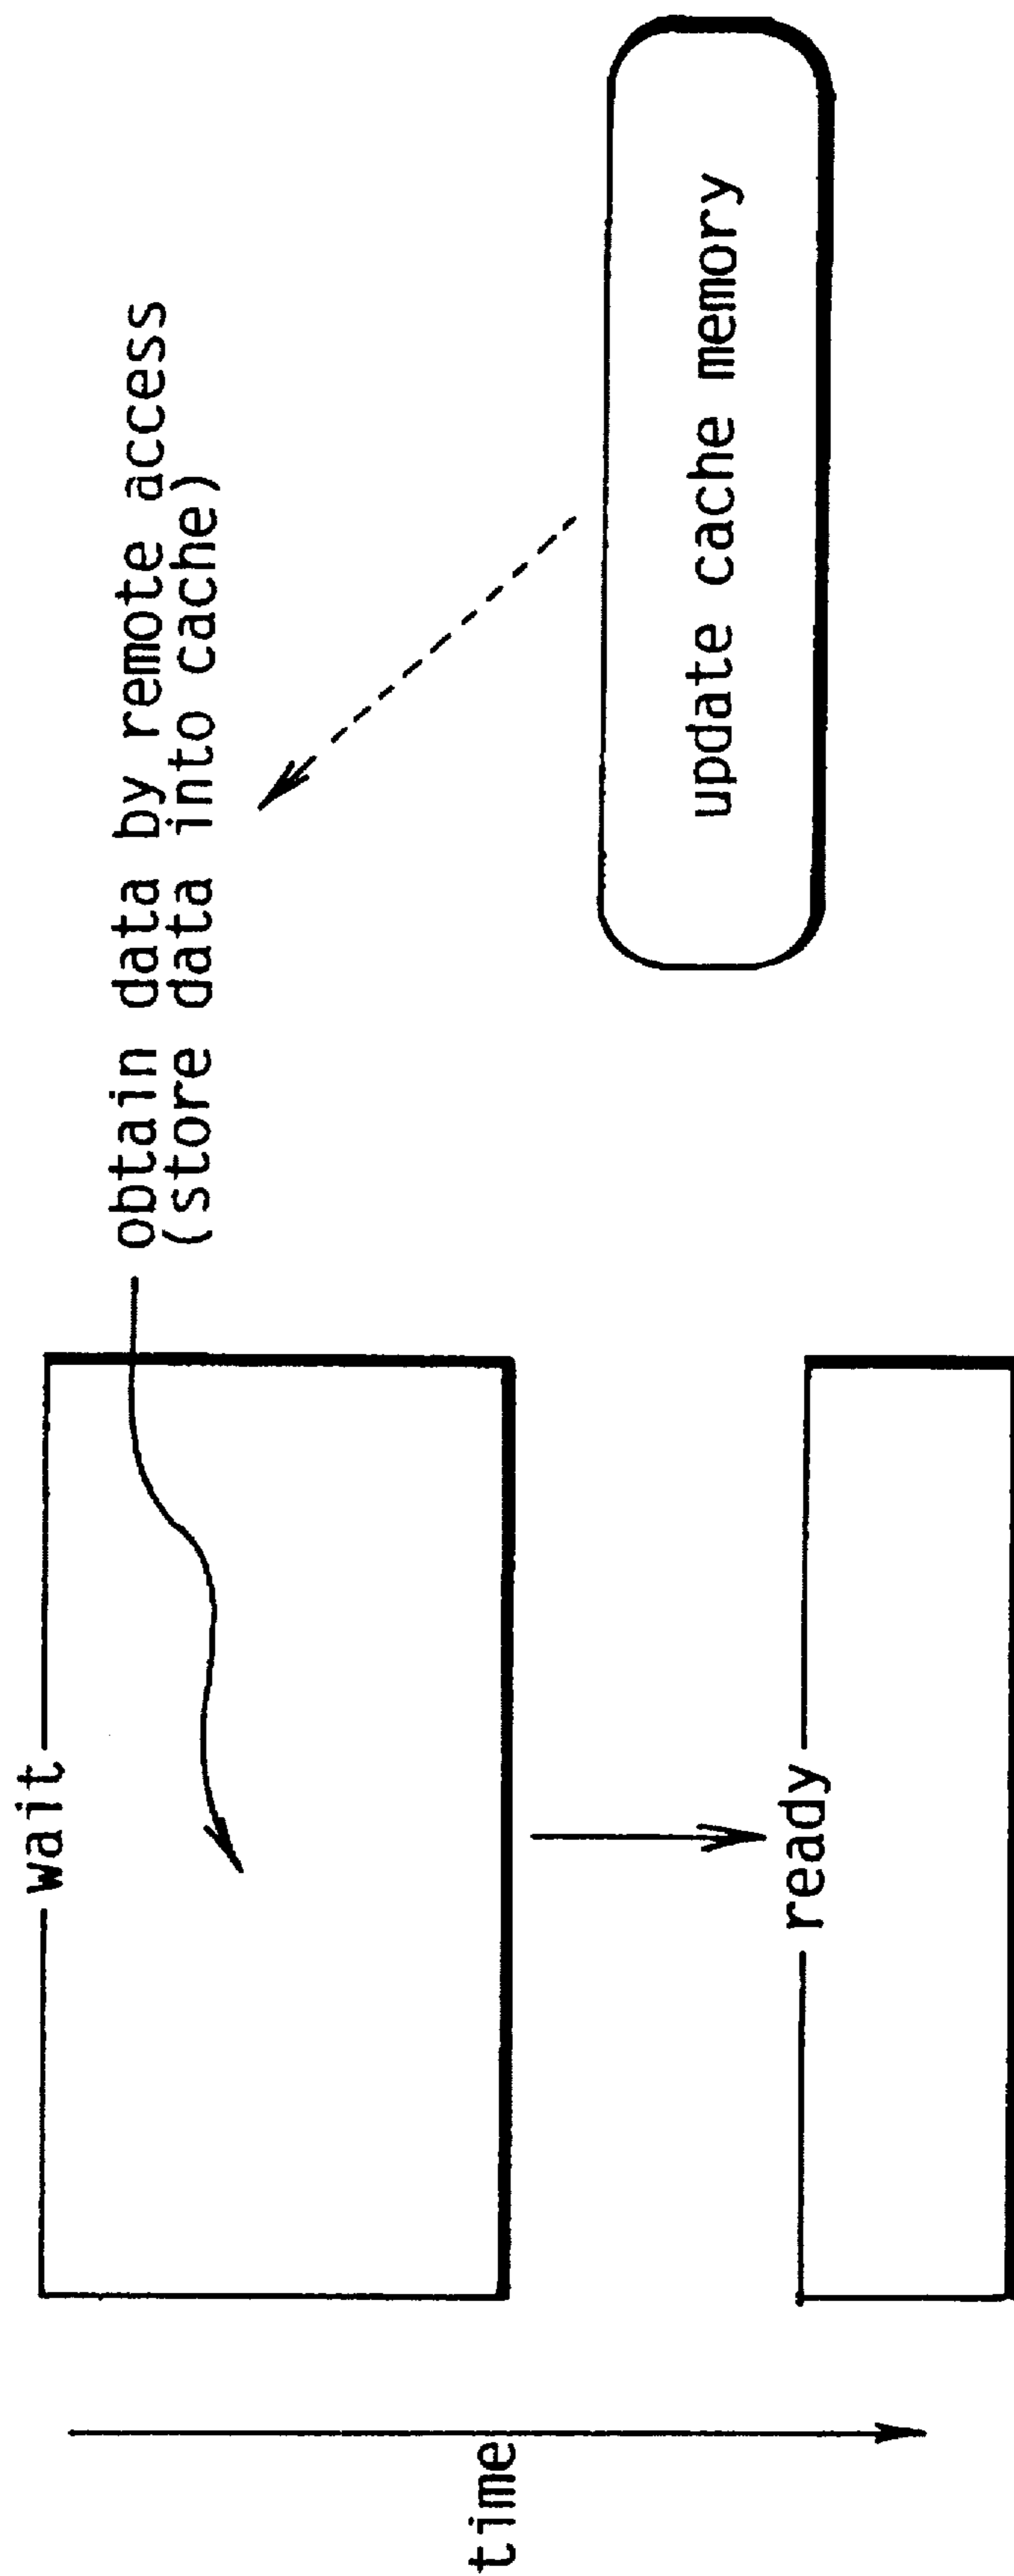 wait
obtain data by remote access
(store data into cache)
update cache memory
ready
time